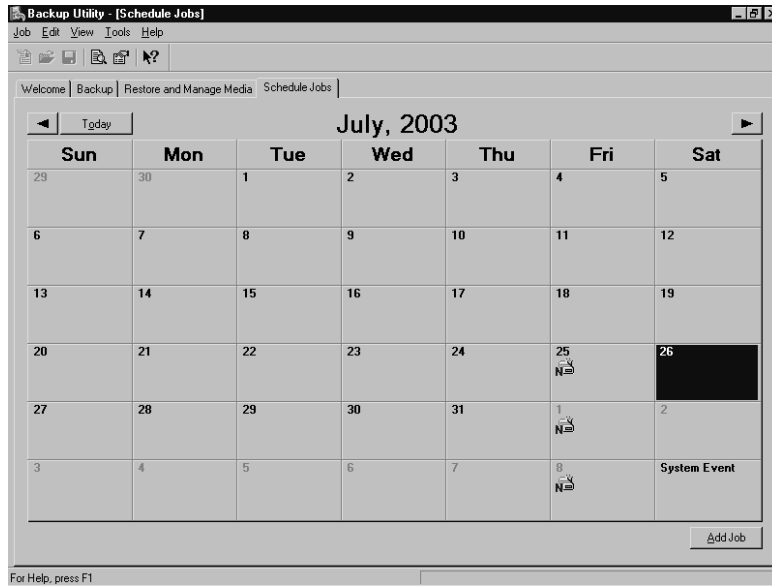 Backup Utility - [Schedule Jobs]
Job Edit View Tools Help
Welcome Backup Restore and Manage Media Schedule Jobs
Today July, 2003
Sun Mon Tue Wed Thu Fri Sat
29 30 1 2 3 4 5
6 7 8 9 10 11 12
13 14 15 16 17 18 19
20 21 22 23 24 25 26
N
27 28 29 30 31 1 2
N
3 4 5 6 7 8 System Event
N
Add Job
For Help, press F1